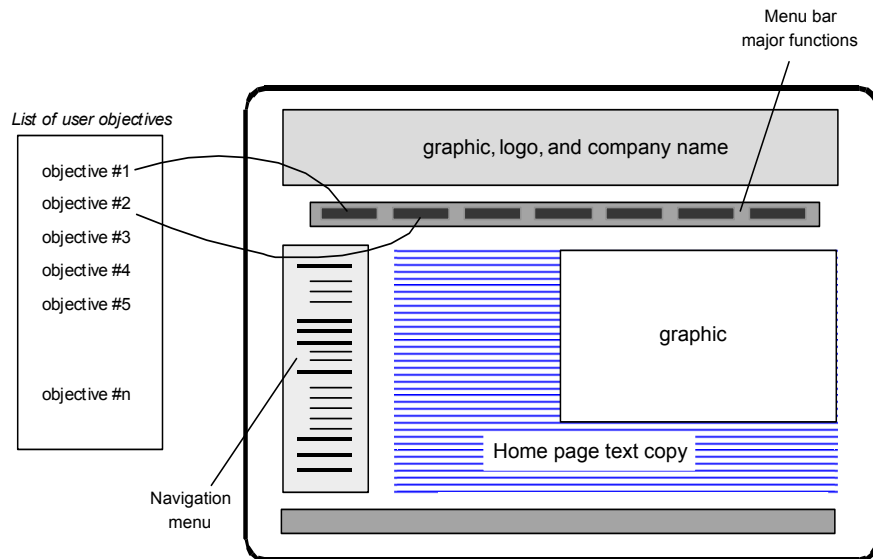 Menu bar
major functions
List of user objectives
graphic, logo, and company name
objective #1
objective #2
objective #3
objective #4
objective #5
graphic
objective #n
Home page text copy
Navigation
menu